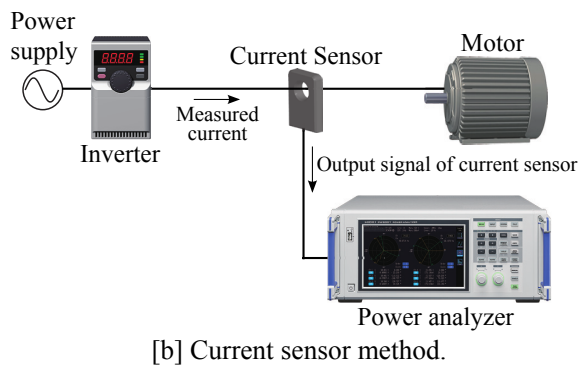 Power
supply
Current Sensor
Motor
Measured
current
Inverter
Output signal of current sensor
Power analyzer
[b] Current sensor method.